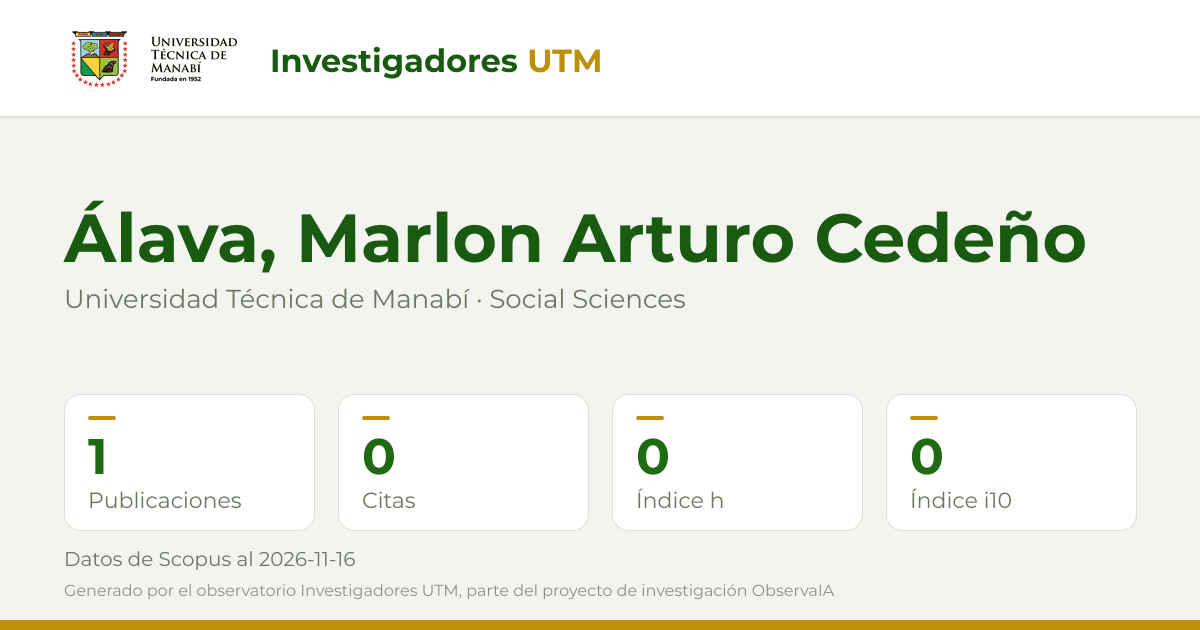 UNIVERSIDAD
TÉCNICA DE
MANABÍ
Fundada en 1952
Investigadores UTM
Álava, Marlon Arturo Cedeño
Universidad Técnica de Manabí · Social Sciences
1
Publicaciones
0
Citas
0
Índice h
0
Índice i10
Datos de Scopus al 2026-11-16
Generado por el observatorio Investigadores UTM, parte del proyecto de investigación ObservaIA